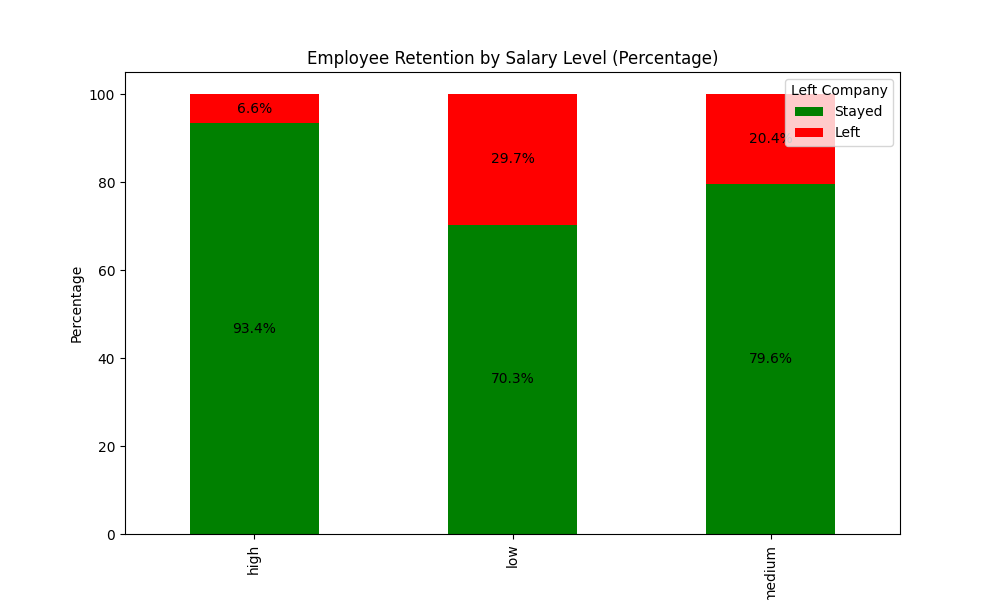 Employee Retention by Salary Level (Percentage)
Left Company
Stayed
Left
Percentage
100
80
60
40
20
0
6.6%
29.7%
20.4%
93.4%
70.3%
79.6%
high
low
medium